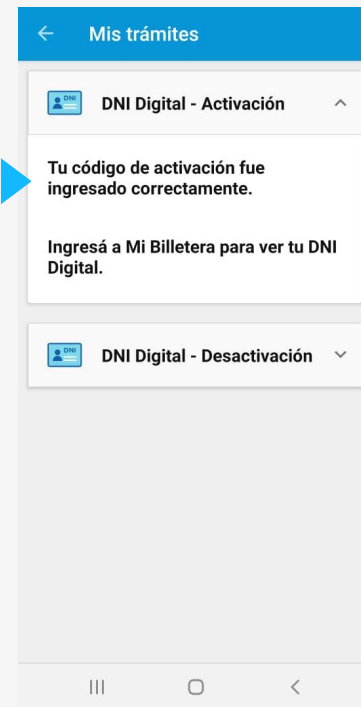 Mis trámites
DNI
DNI Digital - Activación
Tu código de activación fue
ingresado correctamente.
Ingresá a Mi Billetera para ver tu DNI
Digital.
DNI
DNI Digital - Desactivación